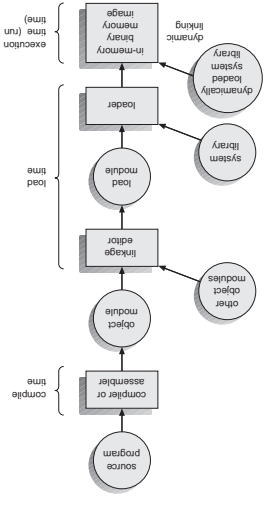 source
program
compiler or
assembler
compile
time
object
module
other
object
modules
linkage
editor
load
module
load
time
system
library
loader
dynamically
loaded
system
library
dynamic
linking
in-memory
binary
memory
image
execution
time (run
time)